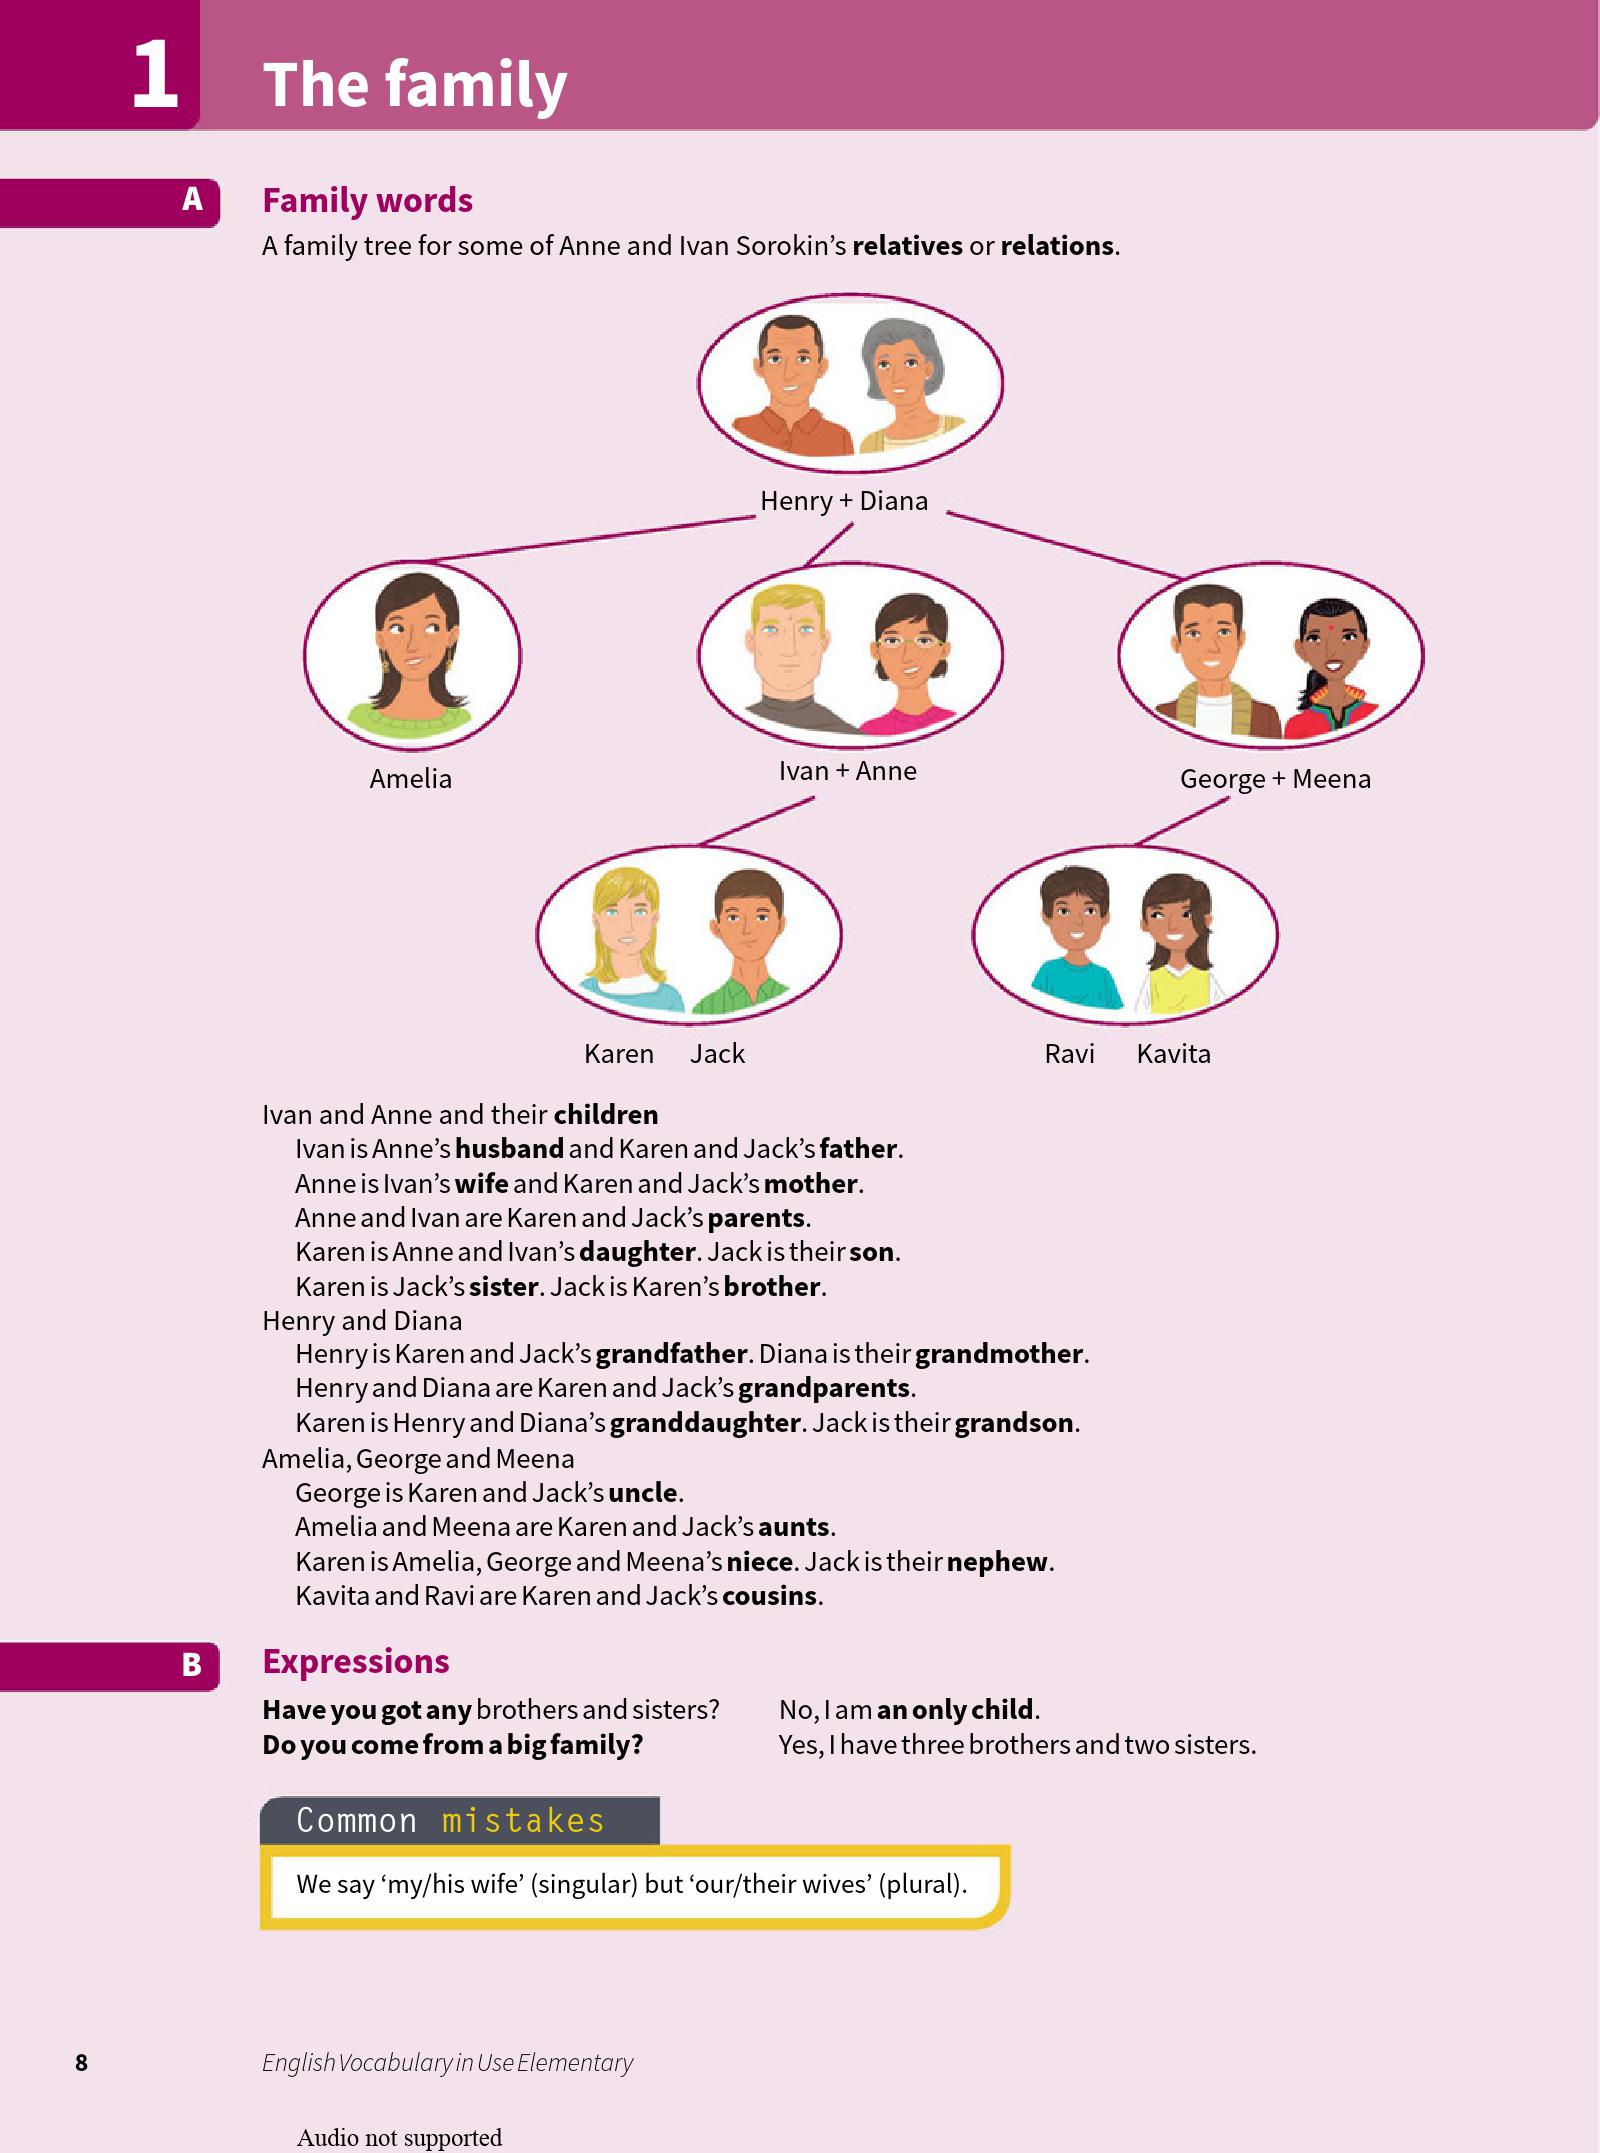 1
The family
A
Family words
A family tree for some of Anne and Ivan Sorokin’s relatives or relations.
Henry + Diana
Amelia
Ivan + Anne
George + Meena
Karen Jack
Ravi Kavita
Ivan and Anne and their children
Ivan is Anne’s husband and Karen and Jack’s father.
Anne is Ivan’s wife and Karen and Jack’s mother.
Anne and Ivan are Karen and Jack’s parents.
Karen is Anne and Ivan’s daughter. Jack is their son.
Karen is Jack’s sister. Jack is Karen’s brother.
Henry and Diana
Henry is Karen and Jack’s grandfather. Diana is their grandmother.
Henry and Diana are Karen and Jack’s grandparents.
Karen is Henry and Diana’s granddaughter. Jack is their grandson.
Amelia, George and Meena
George is Karen and Jack’s uncle.
Amelia and Meena are Karen and Jack’s aunts.
Karen is Amelia, George and Meena’s niece. Jack is their nephew.
Kavita and Ravi are Karen and Jack’s cousins.
B
Expressions
Have you got any brothers and sisters? No, I am an only child.
Do you come from a big family? Yes, I have three brothers and two sisters.
Common mistakes
We say ‘my/his wife’ (singular) but ‘our/their wives’ (plural).
8
English Vocabulary in Use Elementary
Audio not supported